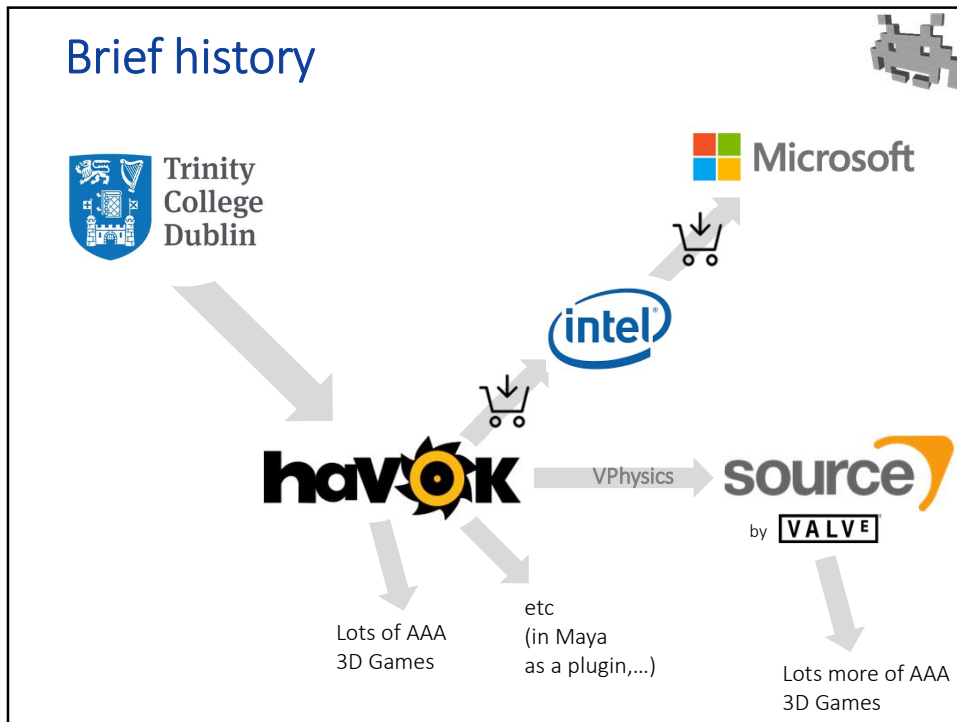 Brief history
Trinity
College
Dublin
Microsoft
intel®
havok
VPhysics
source
by VALVE
Lots of AAA
3D Games
etc
(in Maya
as a plugin,...)
Lots more of AAA
3D Games